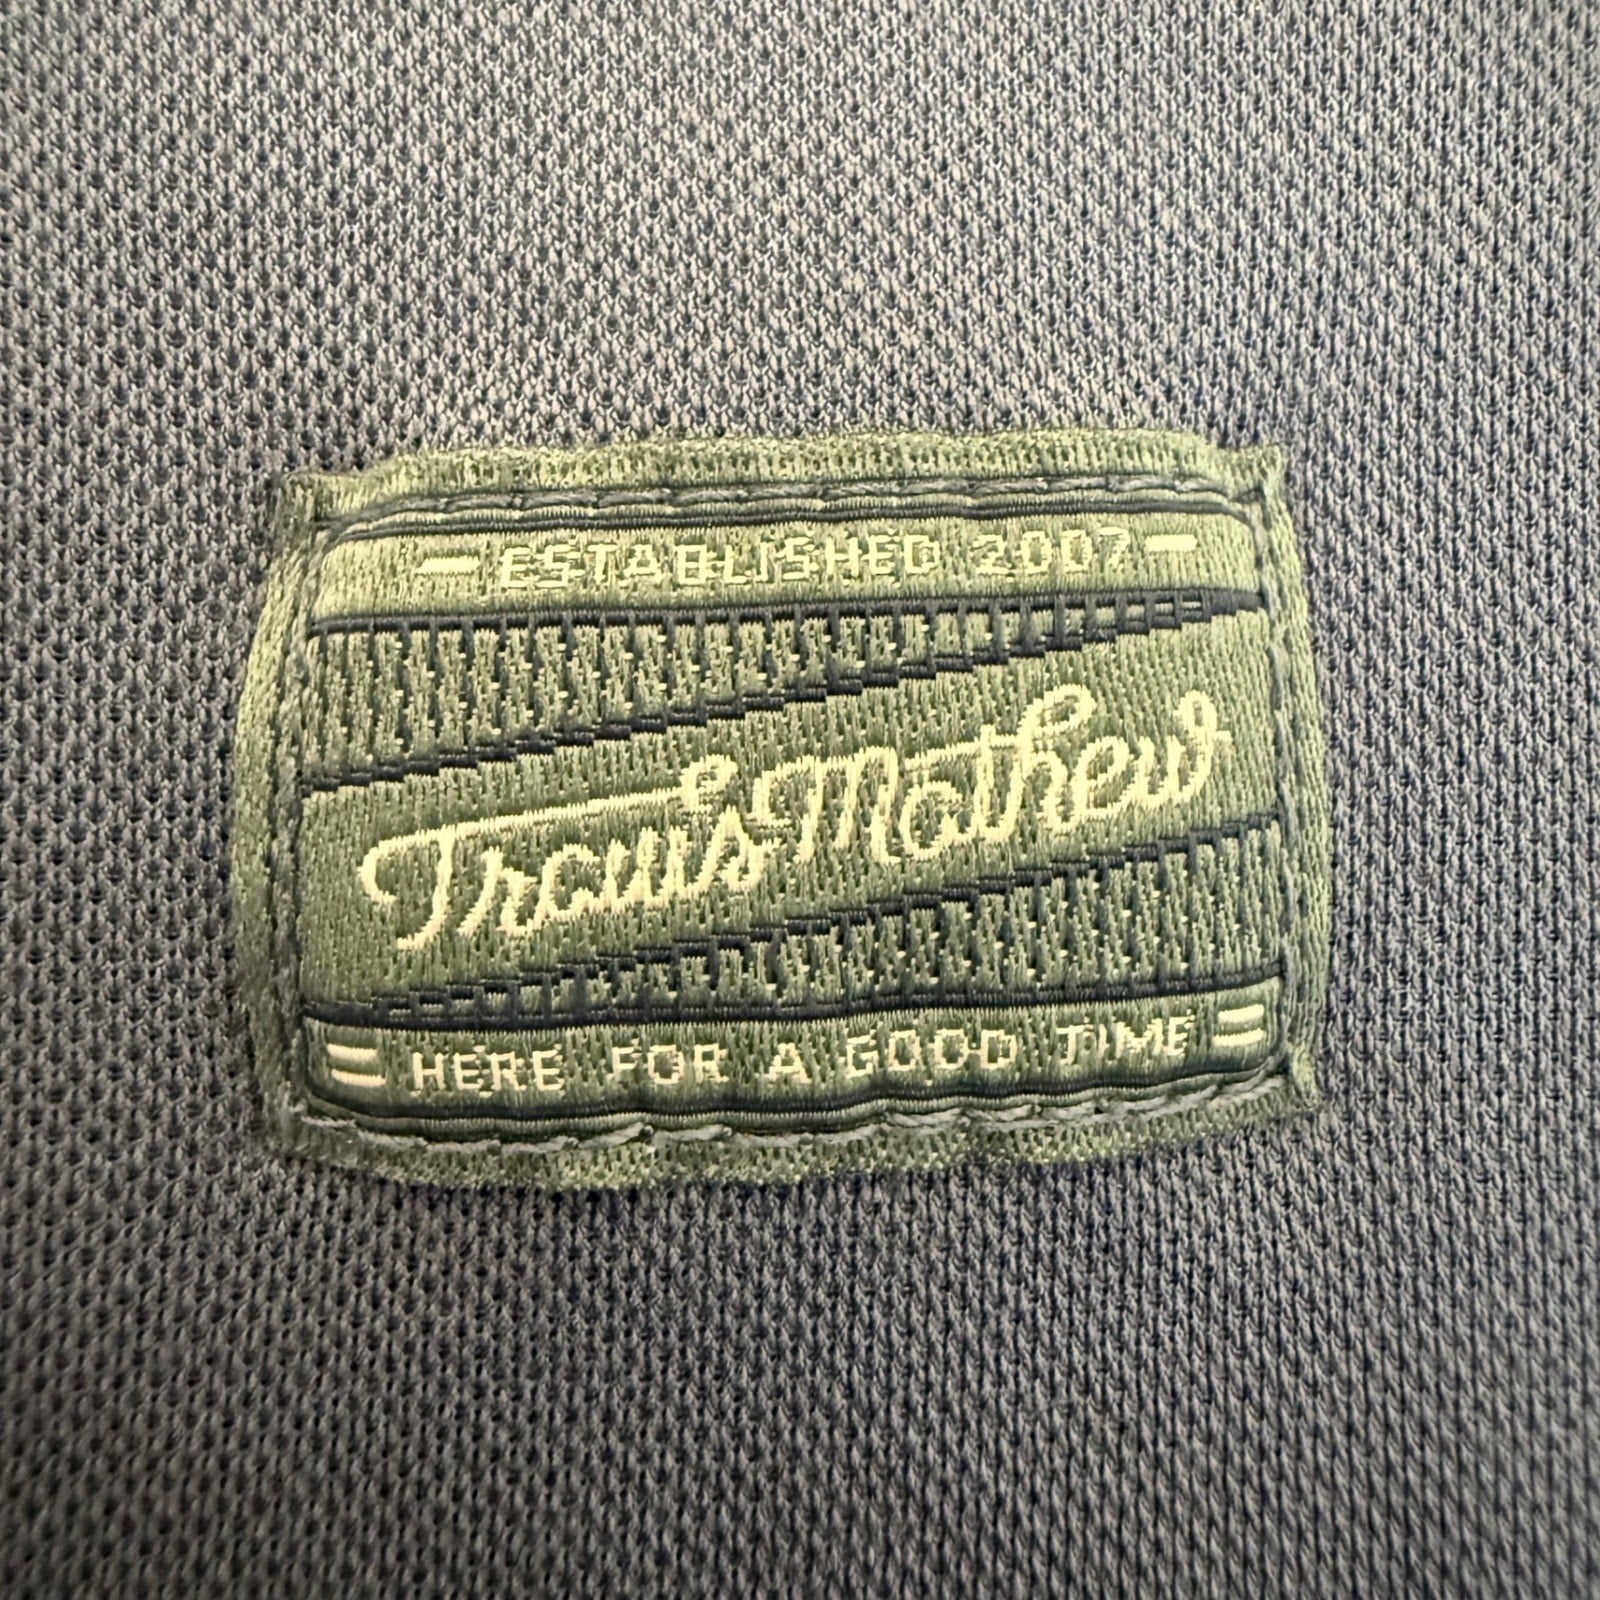 - ESTABLISHED 2007 -
TravisMathew
= HERE FOR A GOOD TIME =